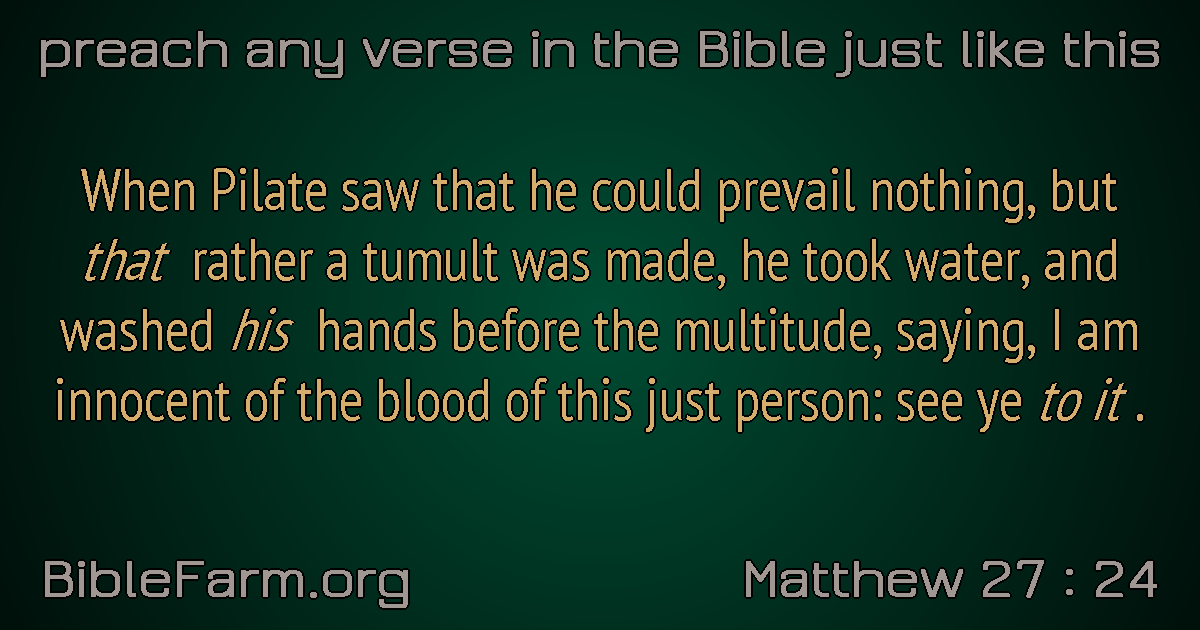 preach any verse in the Bible just like this
When Pilate saw that he could prevail nothing, but
that rather a tumult was made, he took water, and
washed his hands before the multitude, saying, I am
innocent of the blood of this just person: see ye to it .
BibleFarm.org
Matthew 27 : 24